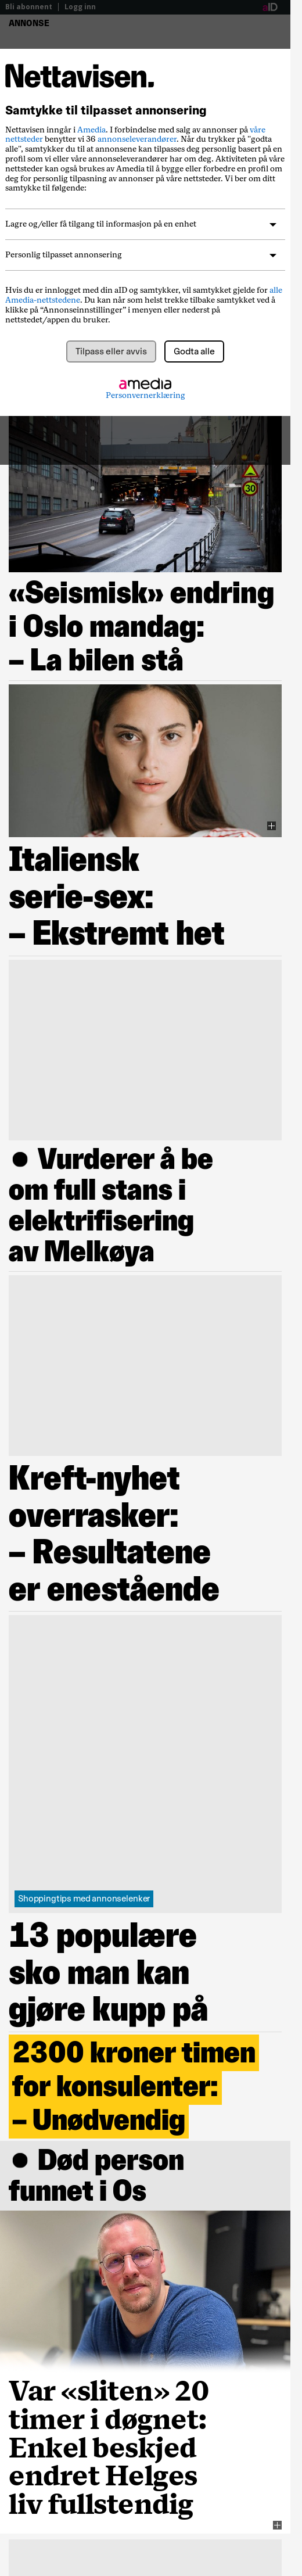 Bli abonnent | Logg inn
aID
ANNONSE
Nettavisen.
Samtykke til tilpasset annonsering
Nettavisen inngår i Amedia. I forbindelse med salg av annonser på våre
nettsteder benytter vi 36 annonseleverandører. Når du trykker på "godta
alle", samtykker du til at annonsene kan tilpasses deg personlig basert på en
profil som vi eller våre annonseleverandører har om deg. Aktiviteten på våre
nettsteder kan også brukes av Amedia til å bygge eller forbedre en profil om
deg for personlig tilpasning av annonser på våre nettsteder. Vi ber om ditt
samtykke til følgende:
Lagre og/eller få tilgang til informasjon på en enhet
Personlig tilpasset annonsering
Hvis du er innlogget med din aID og samtykker, vil samtykket gjelde for alle
Amedia-nettstedene. Du kan når som helst trekke tilbake samtykket ved å
klikke på “Annonseinnstillinger” i menyen eller nederst på
nettstedet/appen du bruker.
Tilpass eller avvis
Godta alle
amedia
Personvernerklæring
30
«Seismisk» endring
i Oslo mandag:
– La bilen stå
Italiensk
serie-sex:
– Ekstremt het
● Vurderer å be
om full stans i
elektrifisering
av Melkøya
Kreft-nyhet
overrasker:
– Resultatene
er enestående
Shoppingtips med annonselenker
13 populære
sko man kan
gjøre kupp på
2300 kroner timen
for konsulenter:
– Unødvendig
● Død person
funnet i Os
Var «sliten» 20
timer i døgnet:
Enkel beskjed
endret Helges
liv fullstendig